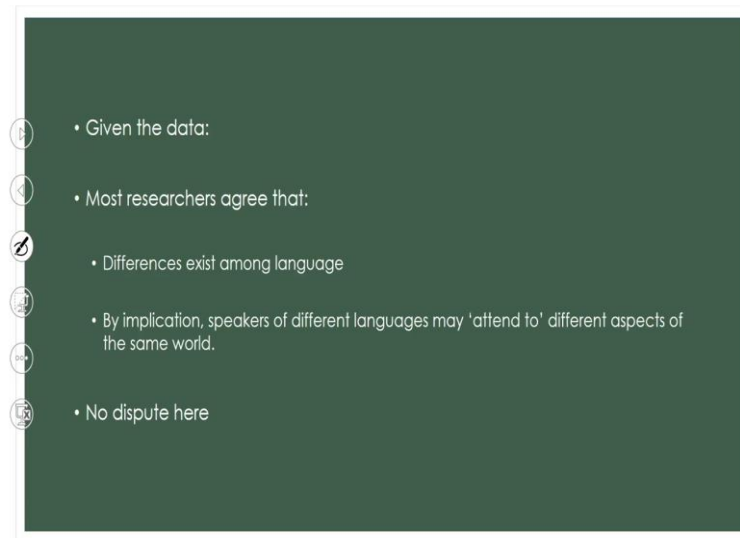 • Given the data:
• Most researchers agree that:
• Differences exist among language
• By implication, speakers of different languages may ‘attend to’ different aspects of
the same world.
• No dispute here